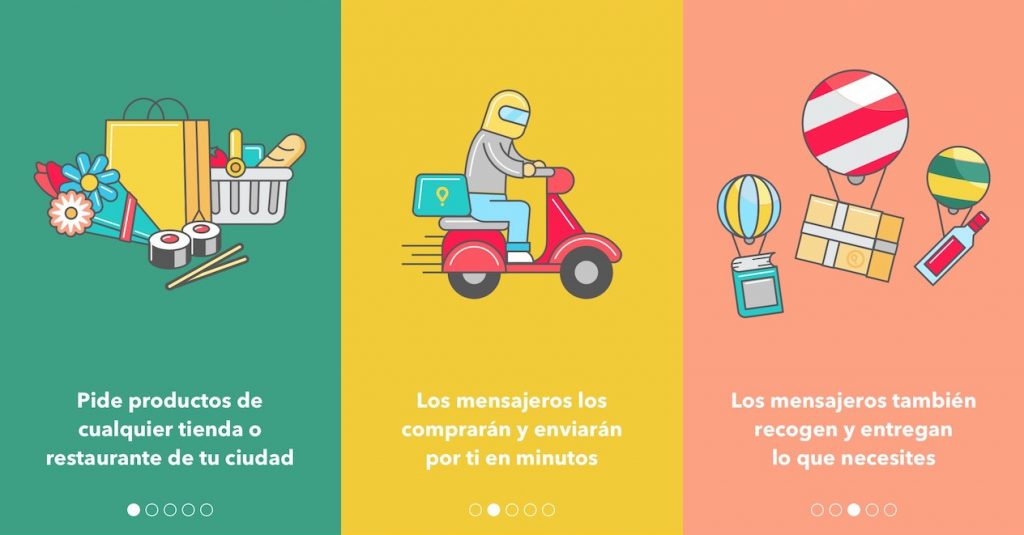 Pide productos de
cualquier tienda o
restaurante de tu ciudad
Los mensajeros los
comprarán y enviarán
por ti en minutos
Los mensajeros también
recogen y entregan
lo que necesites